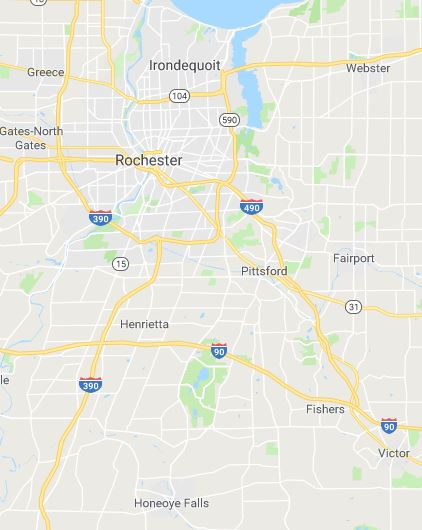 15
Irondequoit
Greece
Webster
104
590
Gates-North
Gates
Rochester
490
390
Fairport
15
Pittsford
31
Henrietta
90
390
Fishers
90
Victor
Honeoye Falls